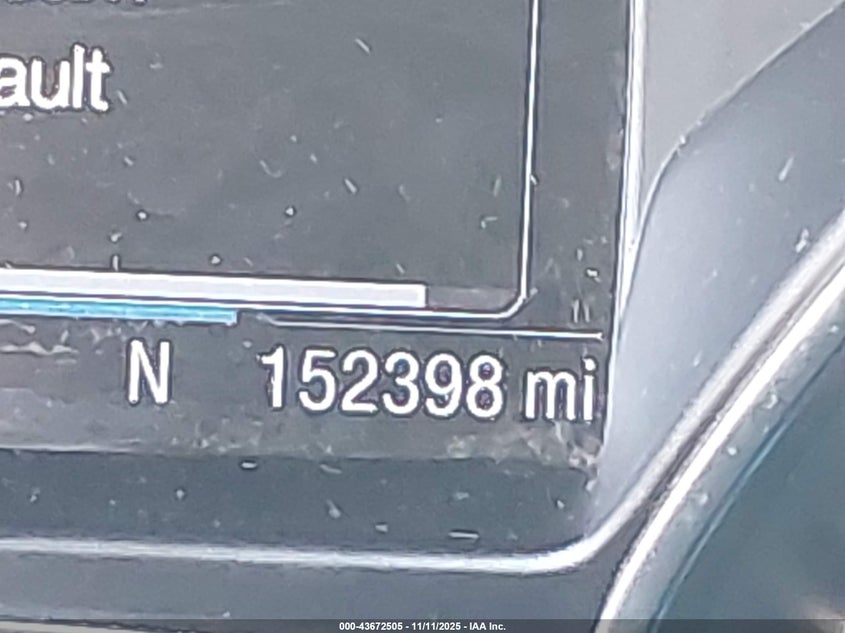 ault
N 152398 mi
000-43672505 - 11/11/2025 - IAA Inc.